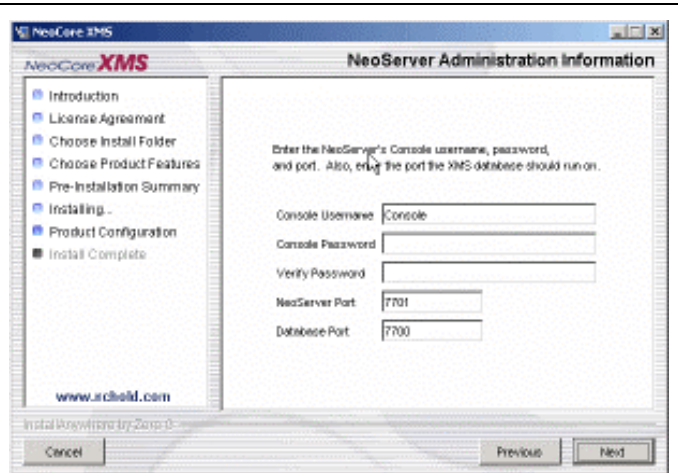 NeoCore XMS
NeoCore XMS
NeoServer Administration Information
Introduction
License Agreement
Choose Install Folder
Choose Product Features
Pre-Installation Summary
Installing...
Product Configuration
Install Complete
www.xchold.com
Enter the NeoServer's Console username, password,
and port. Also, enter the port the XMS database should run on.
Console Username
Console
Console Password
Verify Password
NeoServer Port
7701
Database Port
7700
InstallAnywhere by Zero G
Cancel
Previous
Next